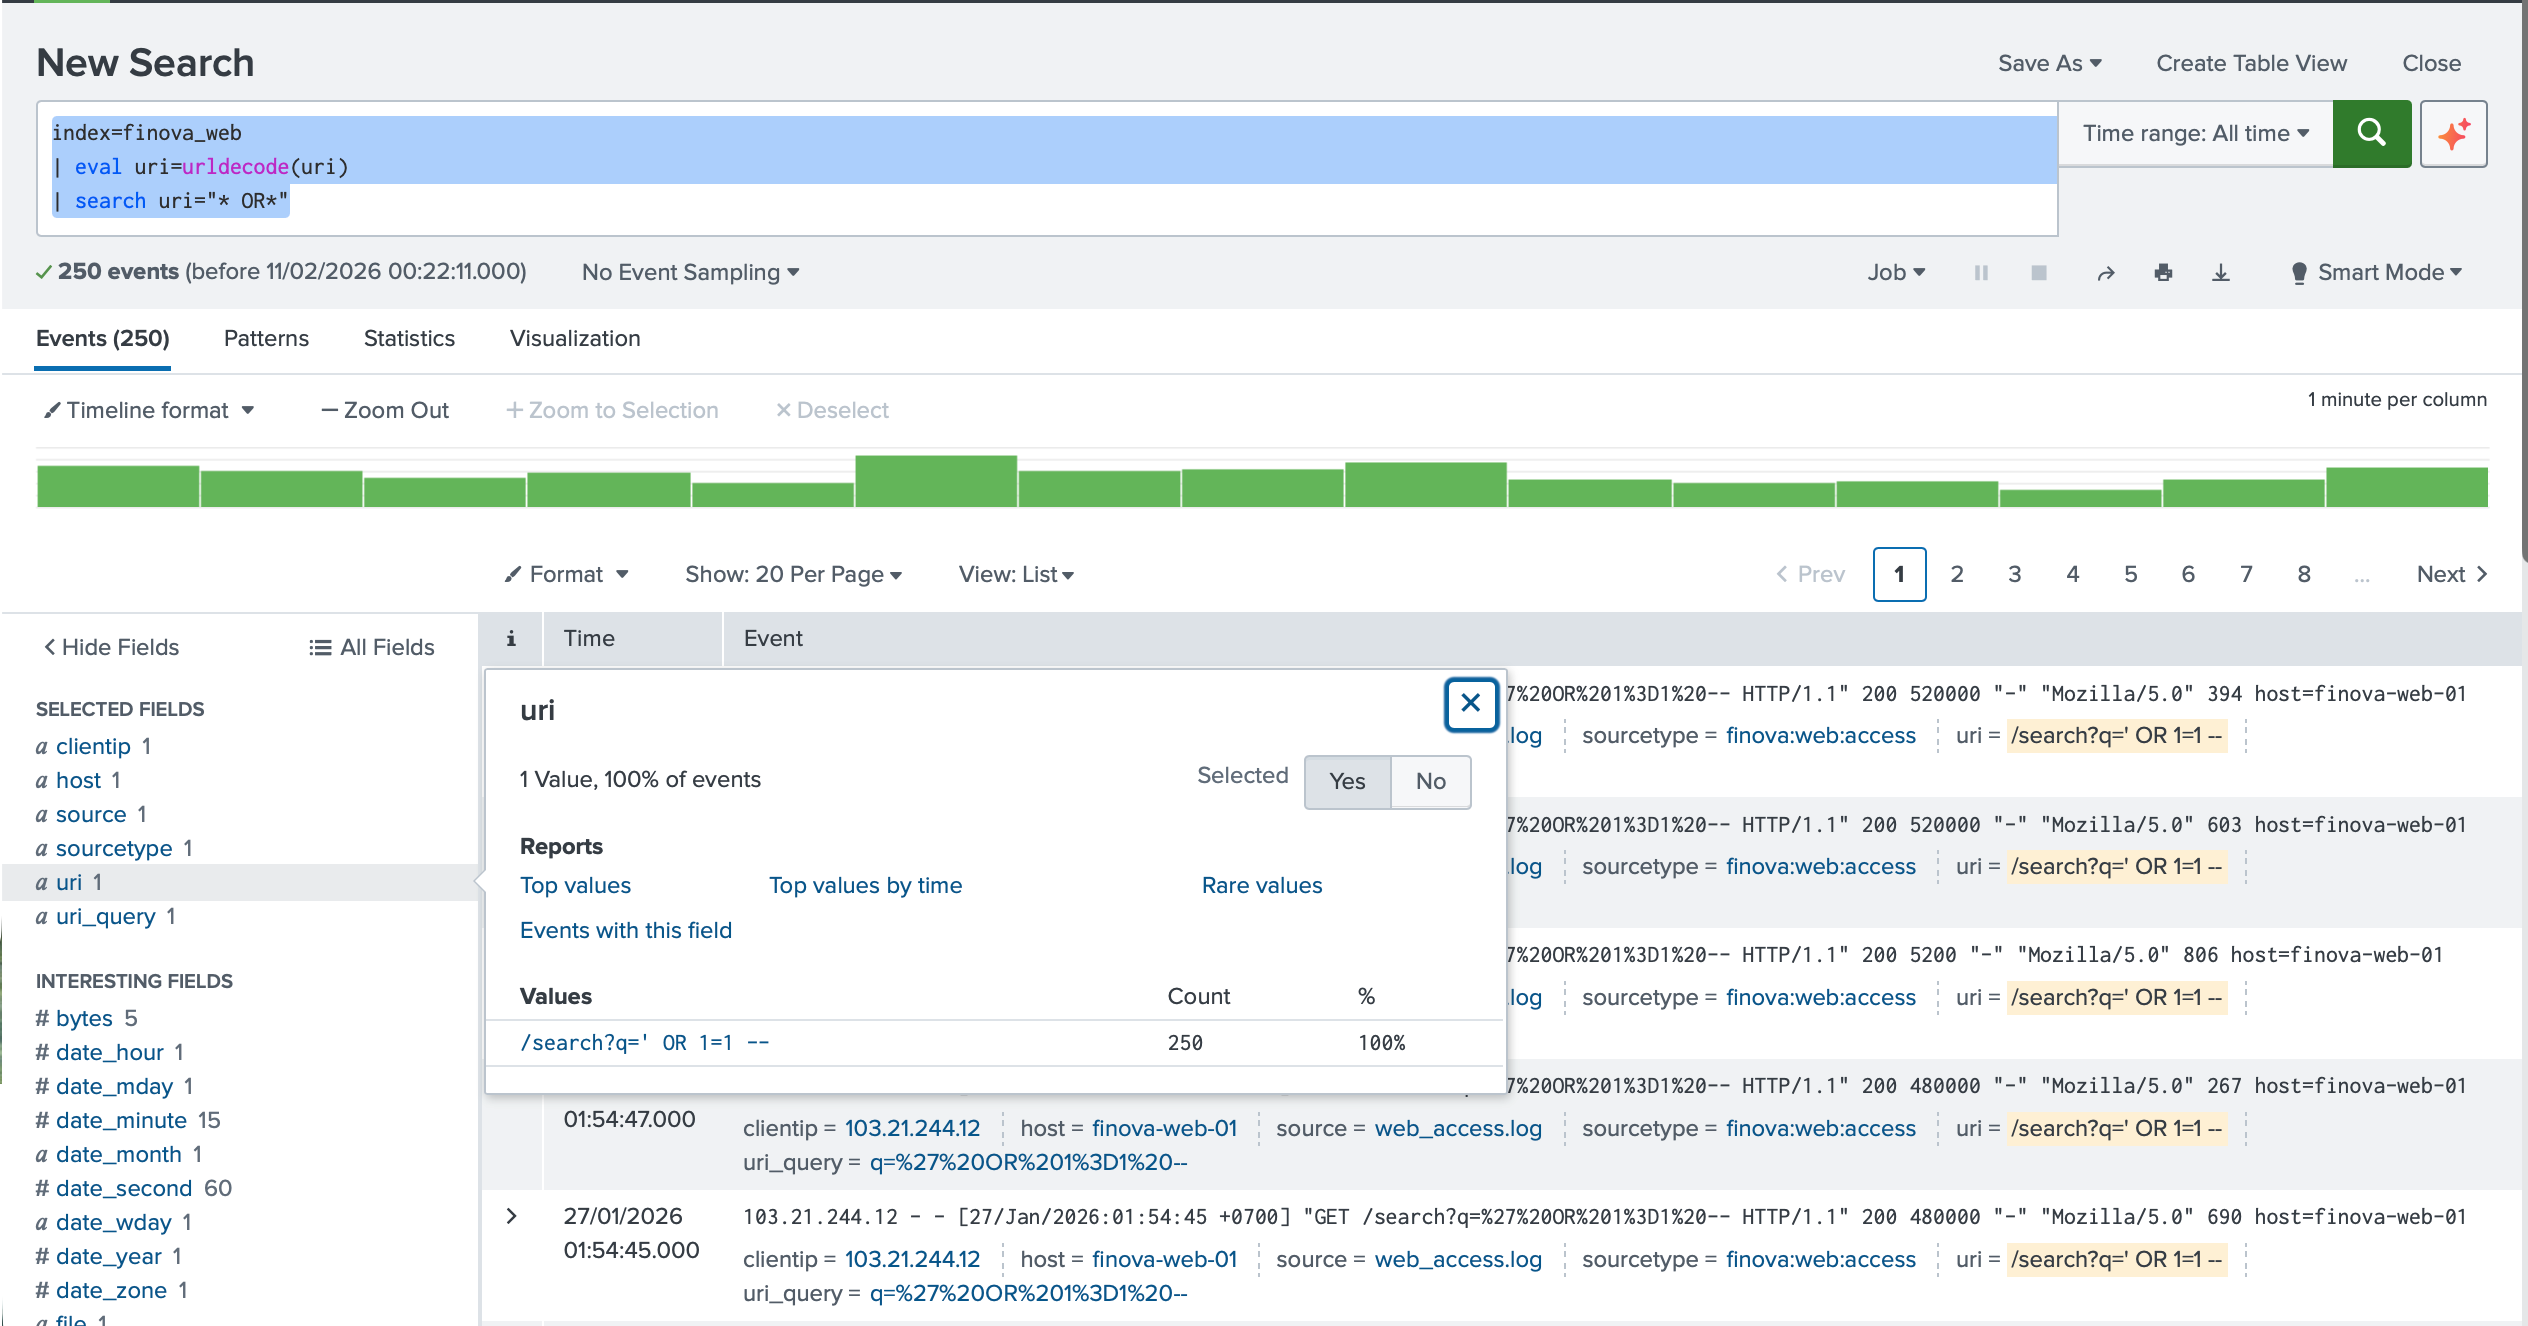 New Search
Save As
Create Table View
Close
index=finova_web
| eval uri=urldecode(uri)
| search uri="* OR*"
Time range: All time
250 events (before 11/02/2026 00:22:11.000)
No Event Sampling
Job
Smart Mode
Events (250)
Patterns
Statistics
Visualization
Timeline format
Zoom Out
+ Zoom to Selection
× Deselect
1 minute per column
Format
Show: 20 Per Page
View: List
Prev
1
2
3
4
5
6
7
8
...
Next
Hide Fields
All Fields
i
Time
Event
SELECTED FIELDS
a clientip 1
a host 1
a source 1
a sourcetype 1
a uri 1
a uri_query 1
INTERESTING FIELDS
# bytes 5
# date_hour 1
# date_mday 1
# date_minute 15
a date_month 1
# date_second 60
a date_wday 1
# date_year 1
# date_zone 1
a file 1
uri
1 Value, 100% of events
Selected
Yes
No
Reports
Top values
Top values by time
Rare values
Events with this field
Values Count %
/search?q=' OR 1=1 -- 250 100%
7%20OR%201%3D1%20-- HTTP/1.1" 200 520000 "-" "Mozilla/5.0" 394 host=finova-web-01
.log sourcetype = finova:web:access uri = /search?q=' OR 1=1 --
7%20OR%201%3D1%20-- HTTP/1.1" 200 520000 "-" "Mozilla/5.0" 603 host=finova-web-01
.log sourcetype = finova:web:access uri = /search?q=' OR 1=1 --
7%20OR%201%3D1%20-- HTTP/1.1" 200 5200 "-" "Mozilla/5.0" 806 host=finova-web-01
.log sourcetype = finova:web:access uri = /search?q=' OR 1=1 --
7%20OR%201%3D1%20-- HTTP/1.1" 200 480000 "-" "Mozilla/5.0" 267 host=finova-web-01
01:54:47.000
clientip = 103.21.244.12 host = finova-web-01 source = web_access.log sourcetype = finova:web:access uri = /search?q=' OR 1=1 --
uri_query = q=%27%20OR%201%3D1%20--
27/01/2026
01:54:45.000
103.21.244.12 - - [27/Jan/2026:01:54:45 +0700] "GET /search?q=%27%20OR%201%3D1%20-- HTTP/1.1" 200 480000 "-" "Mozilla/5.0" 690 host=finova-web-01
clientip = 103.21.244.12 host = finova-web-01 source = web_access.log sourcetype = finova:web:access uri = /search?q=' OR 1=1 --
uri_query = q=%27%20OR%201%3D1%20--